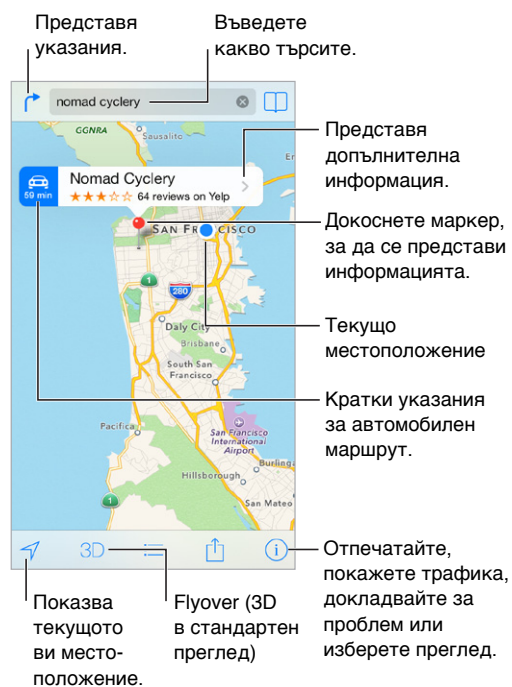 Представя
указания.
Въведете
какво търсите.
nomad cyclery
GGNRA
Sausalito
Представя
допълнителна
информация.
Nomad Cyclery
59 min
64 reviews on Yelp
SAN FRANCISCO
Докоснете маркер,
за да се представи
информацията.
1
280
Daly City
Brisbane
Текущо
местоположение
South San
Francisco
Кратки указания
за автомобилен
маршрут.
Pacifica
San Francisco
International
Airport
Burlinga
Hillsborough
1
San Mateo
3D
Отпечатайте,
покажете трафика,
докладвайте за
проблем или
изберете преглед.
Показва
текущото
ви место-
положение.
Flyover (3D
в стандартен
преглед)